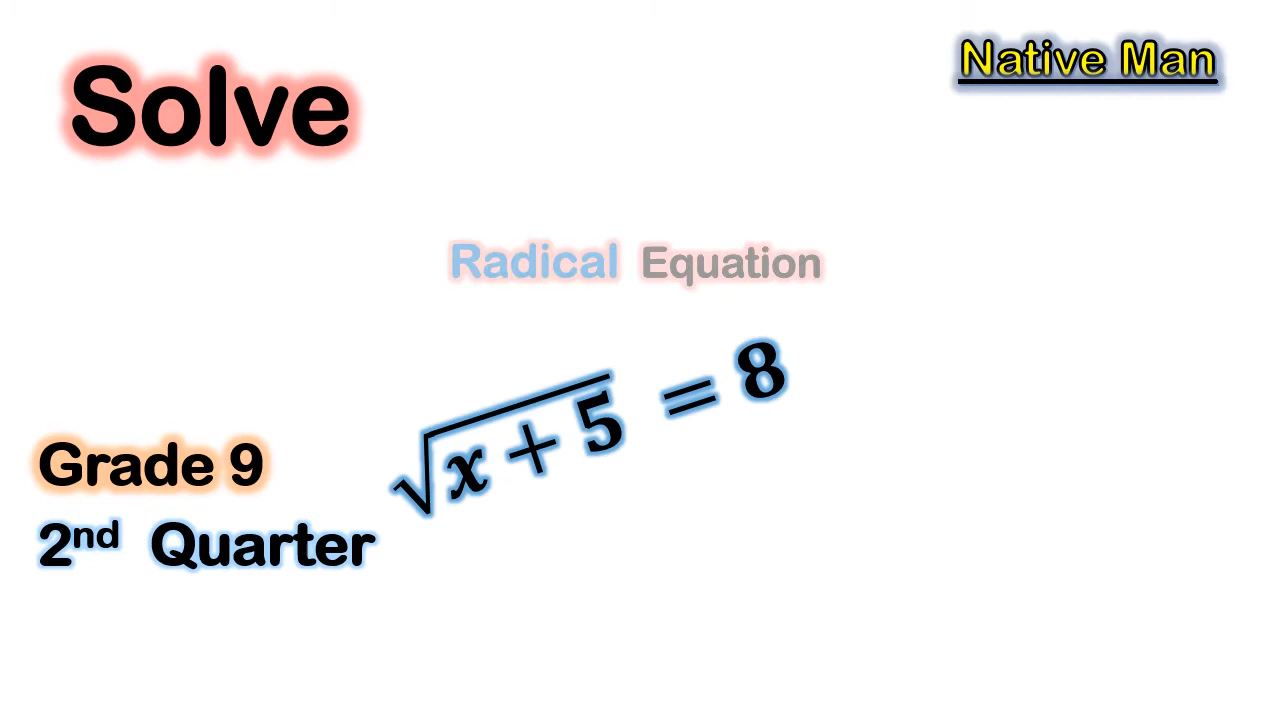 Solve
Native Man
Radical Equation
√x + 5 = 8
Grade 9
2nd Quarter